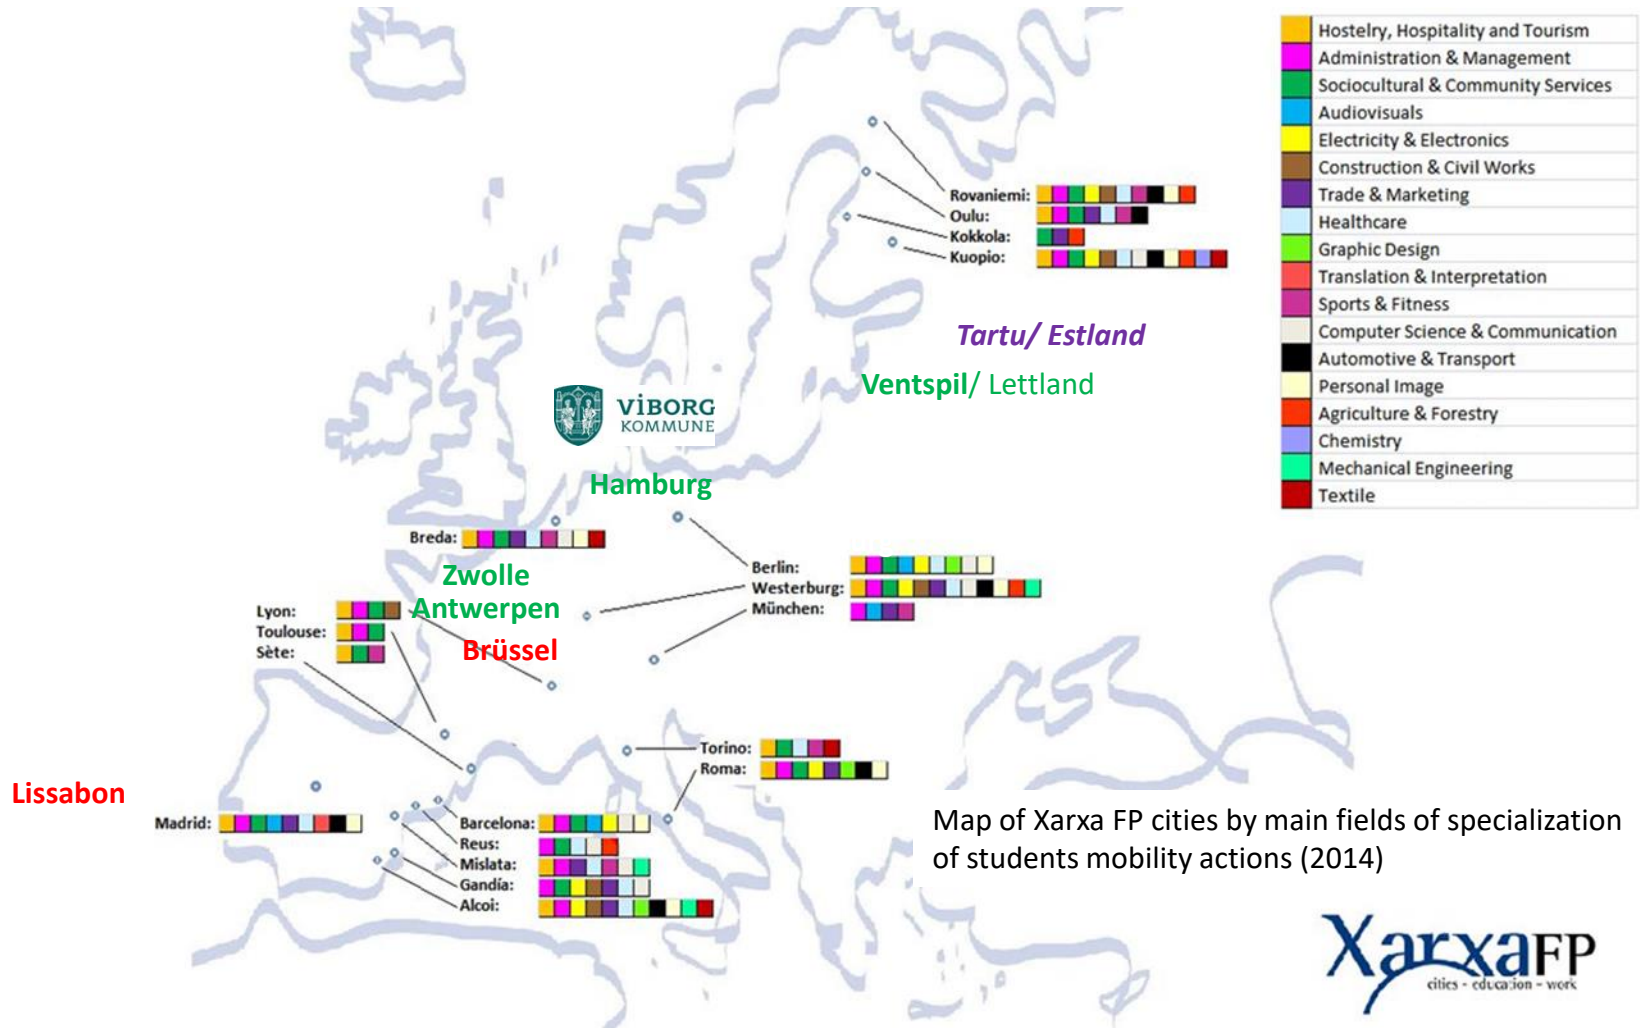 Hostelry, Hospitality and Tourism
Administration & Management
Sociocultural & Community Services
Audiovisuals
Electricity & Electronics
Construction & Civil Works
Trade & Marketing
Healthcare
Graphic Design
Translation & Interpretation
Sports & Fitness
Computer Science & Communication
Automotive & Transport
Personal Image
Agriculture & Forestry
Chemistry
Mechanical Engineering
Textile
Rovaniemi:
Oulu:
Kokkola:
Kuopio:
Tartu/ Estland
Ventspil/ Lettland
VİBORG
KOMMUNE
Hamburg
Breda:
Zwolle
Antwerpen
Brüssel
Berlin:
Westerburg:
München:
Lyon:
Toulouse:
Sète:
Torino:
Roma:
Lissabon
Madrid:
Barcelona:
Reus:
Mislata:
Gandía:
Alcoi:
Map of Xarxa FP cities by main fields of specialization
of students mobility actions (2014)
XarxaFP
cities - education - work